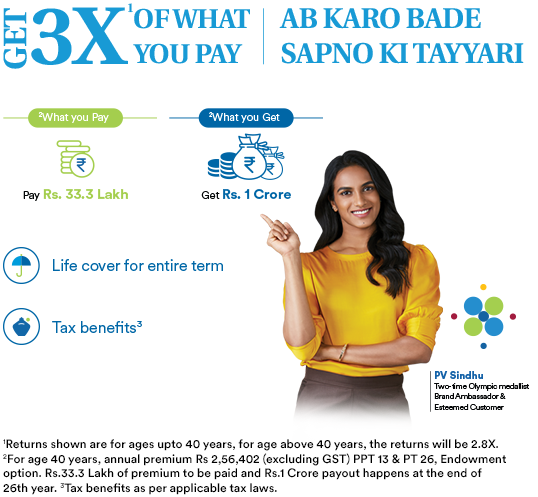 GET 3X¹ OF WHAT
YOU PAY
AB KARO BADE
SAPNO KI TAYYARI
²What you Pay
²What you Get
₹
₹
Pay Rs. 33.3 Lakh
Get Rs. 1 Crore
Life cover for entire term
Tax benefits³
PV Sindhu
Two-time Olympic medallist
Brand Ambassador &
Esteemed Customer
¹Returns shown are for ages upto 40 years, for age above 40 years, the returns will be 2.8X.
²For age 40 years, annual premium Rs 2,56,402 (excluding GST) PPT 13 & PT 26, Endowment
option. Rs.33.3 Lakh of premium to be paid and Rs.1 Crore payout happens at the end of
26th year. ³Tax benefits as per applicable tax laws.